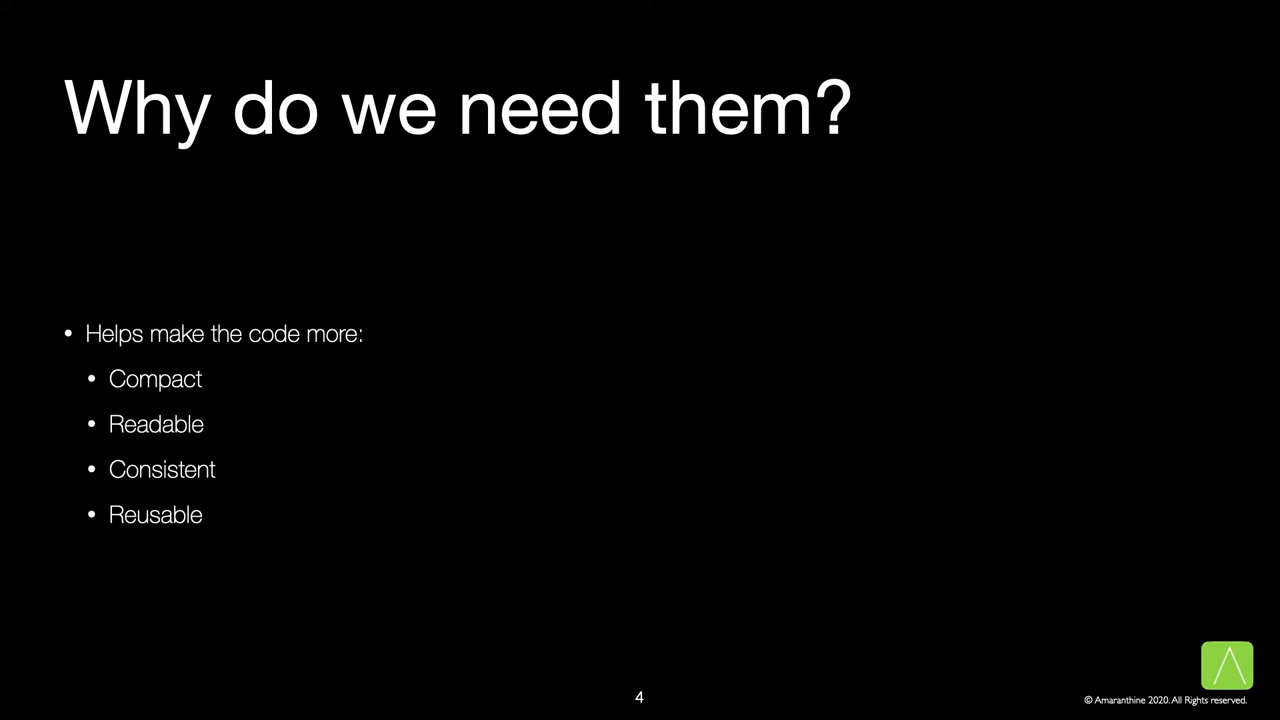 Why do we need them?
• Helps make the code more:
• Compact
• Readable
• Consistent
• Reusable
4
© Amaranthine 2020. All Rights reserved.